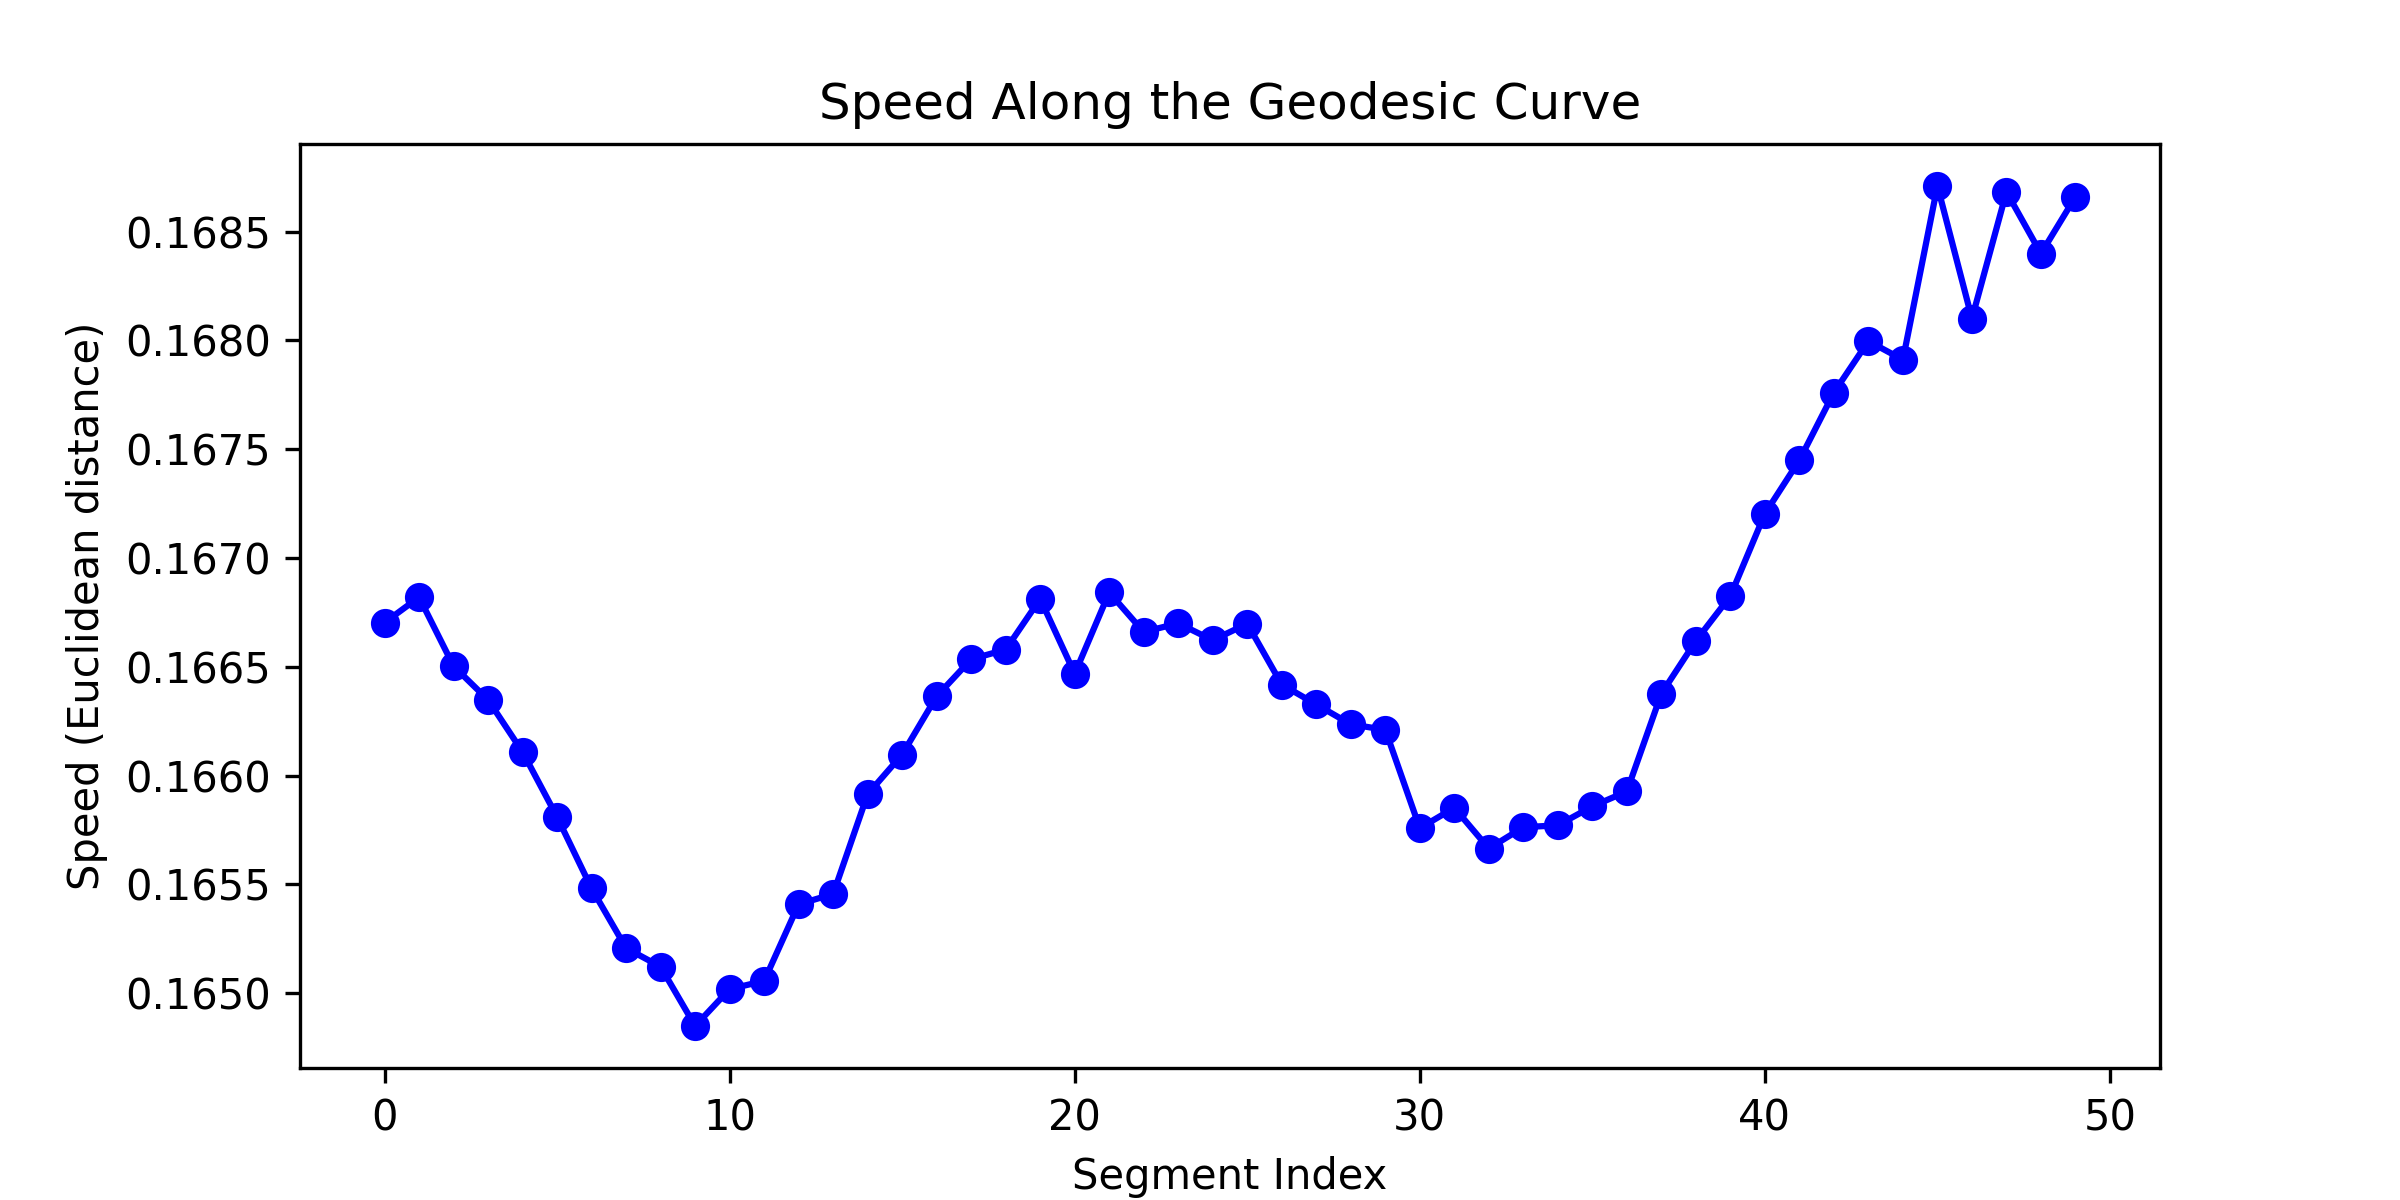 Speed Along the Geodesic Curve
Speed (Euclidean distance)
0.1685
0.1680
0.1675
0.1670
0.1665
0.1660
0.1655
0.1650
0 10 20 30 40 50
Segment Index